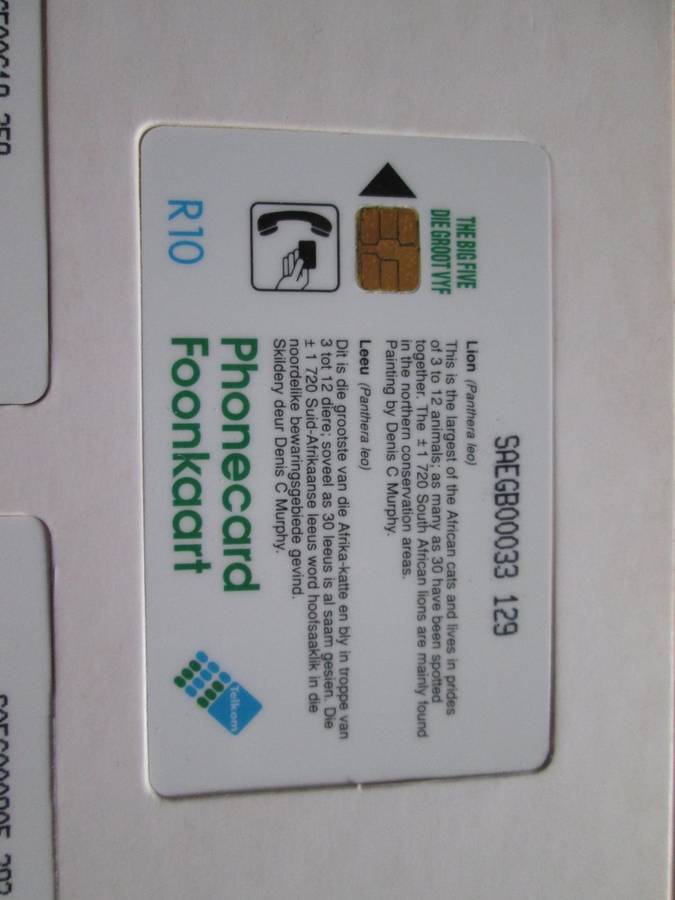 SAEGB00033 129
THE BIG FIVE
DIE GROOT VYF
Lion (Panthera leo)
This is the largest of the African cats and lives in prides
of 3 to 12 animals; as many as 30 have been spotted
together. The ± 1 720 South African lions are mainly found
in the northern conservation areas.
Painting by Denis C Murphy.
Leeu (Panthera leo)
Dit is die grootste van die Afrika-katte en bly in troppe van
3 tot 12 diere; soveel as 30 leeus is al saam gesien. Die
± 1 720 Suid-Afrikaanse leeus word hoofsaaklik in die
noordelike bewaringsgebiede gevind.
Skildery deur Denis C Murphy.
R10
Phonecard
Foonkaart
Telkom